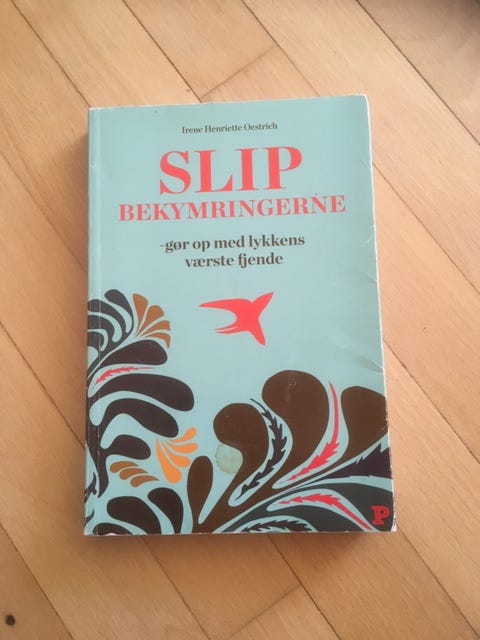 Irene Henriette Oestrich
SLIP
BEKYMRINGERNE
-gør op med lykkens
værste fjende
P